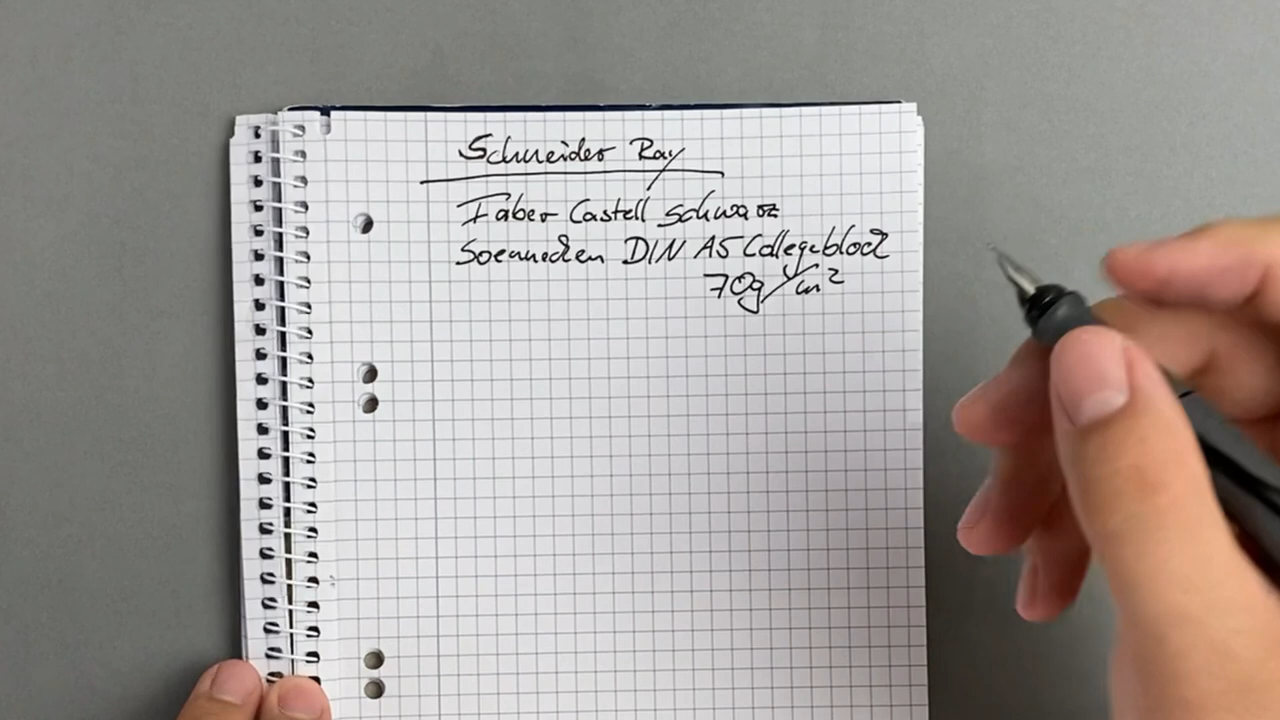 Schneider Ray
Faber Castell schwarz
Soennecken DIN A5 Collegeblock
70g/m²